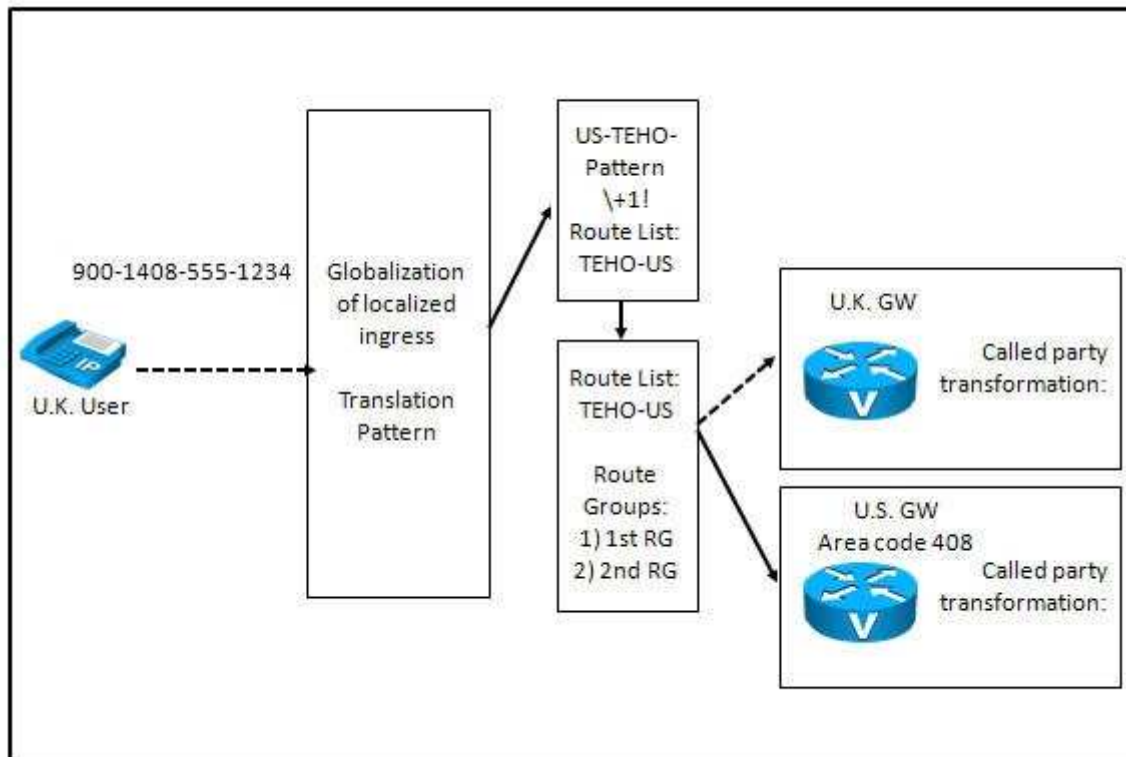 900-1408-555-1234
IP
U.K. User
Globalization
of localized
ingress
Translation
Pattern
US-TEHO-
Pattern
\+1!
Route List:
TEHO-US
Route List:
TEHO-US
Route
Groups:
1) 1st RG
2) 2nd RG
U.K. GW
Called party
transformation:
V
U.S. GW
Area code 408
Called party
transformation:
V